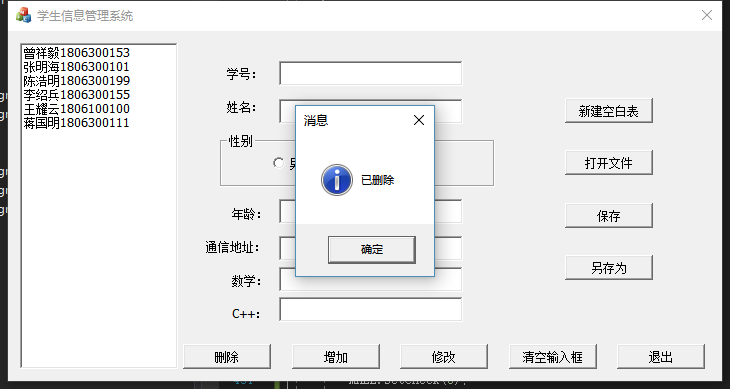 学生信息管理系统
曾祥毅1806300153
张明海1806300101
陈浩明1806300199
李绍兵1806300155
王耀云1806100100
蒋国明1806300111
学号：
姓名：
性别
年龄：
通信地址：
数学：
C++：
消息
已删除
确定
新建空白表
打开文件
保存
另存为
删除
增加
修改
清空输入框
退出